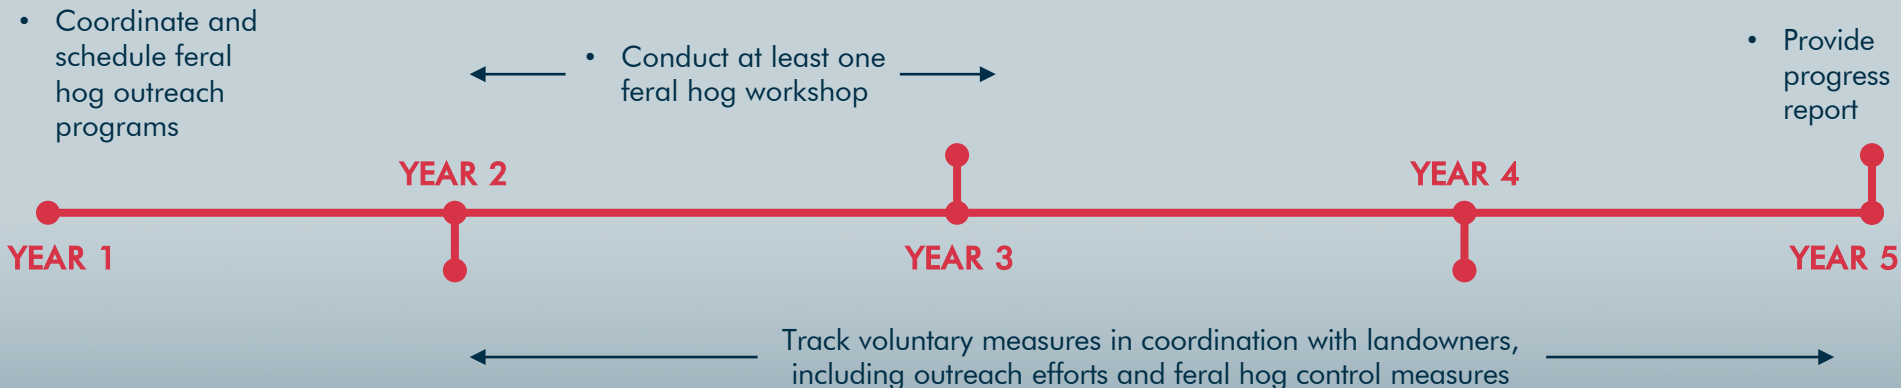 • Coordinate and
schedule feral
hog outreach
programs
• Conduct at least one
feral hog workshop
• Provide
progress
report
YEAR 2
YEAR 4
YEAR 1
YEAR 3
YEAR 5
Track voluntary measures in coordination with landowners,
including outreach efforts and feral hog control measures